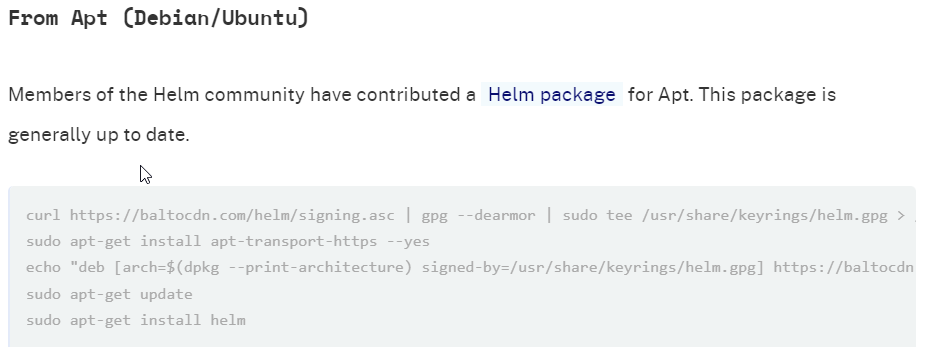 From Apt (Debian/Ubuntu)
Members of the Helm community have contributed a Helm package for Apt. This package is
generally up to date.
curl https://baltocdn.com/helm/signing.asc | gpg --dearmor | sudo tee /usr/share/keyrings/helm.gpg >
sudo apt-get install apt-transport-https --yes
echo "deb [arch=$(dpkg --print-architecture) signed-by=/usr/share/keyrings/helm.gpg] https://baltocdn
sudo apt-get update
sudo apt-get install helm